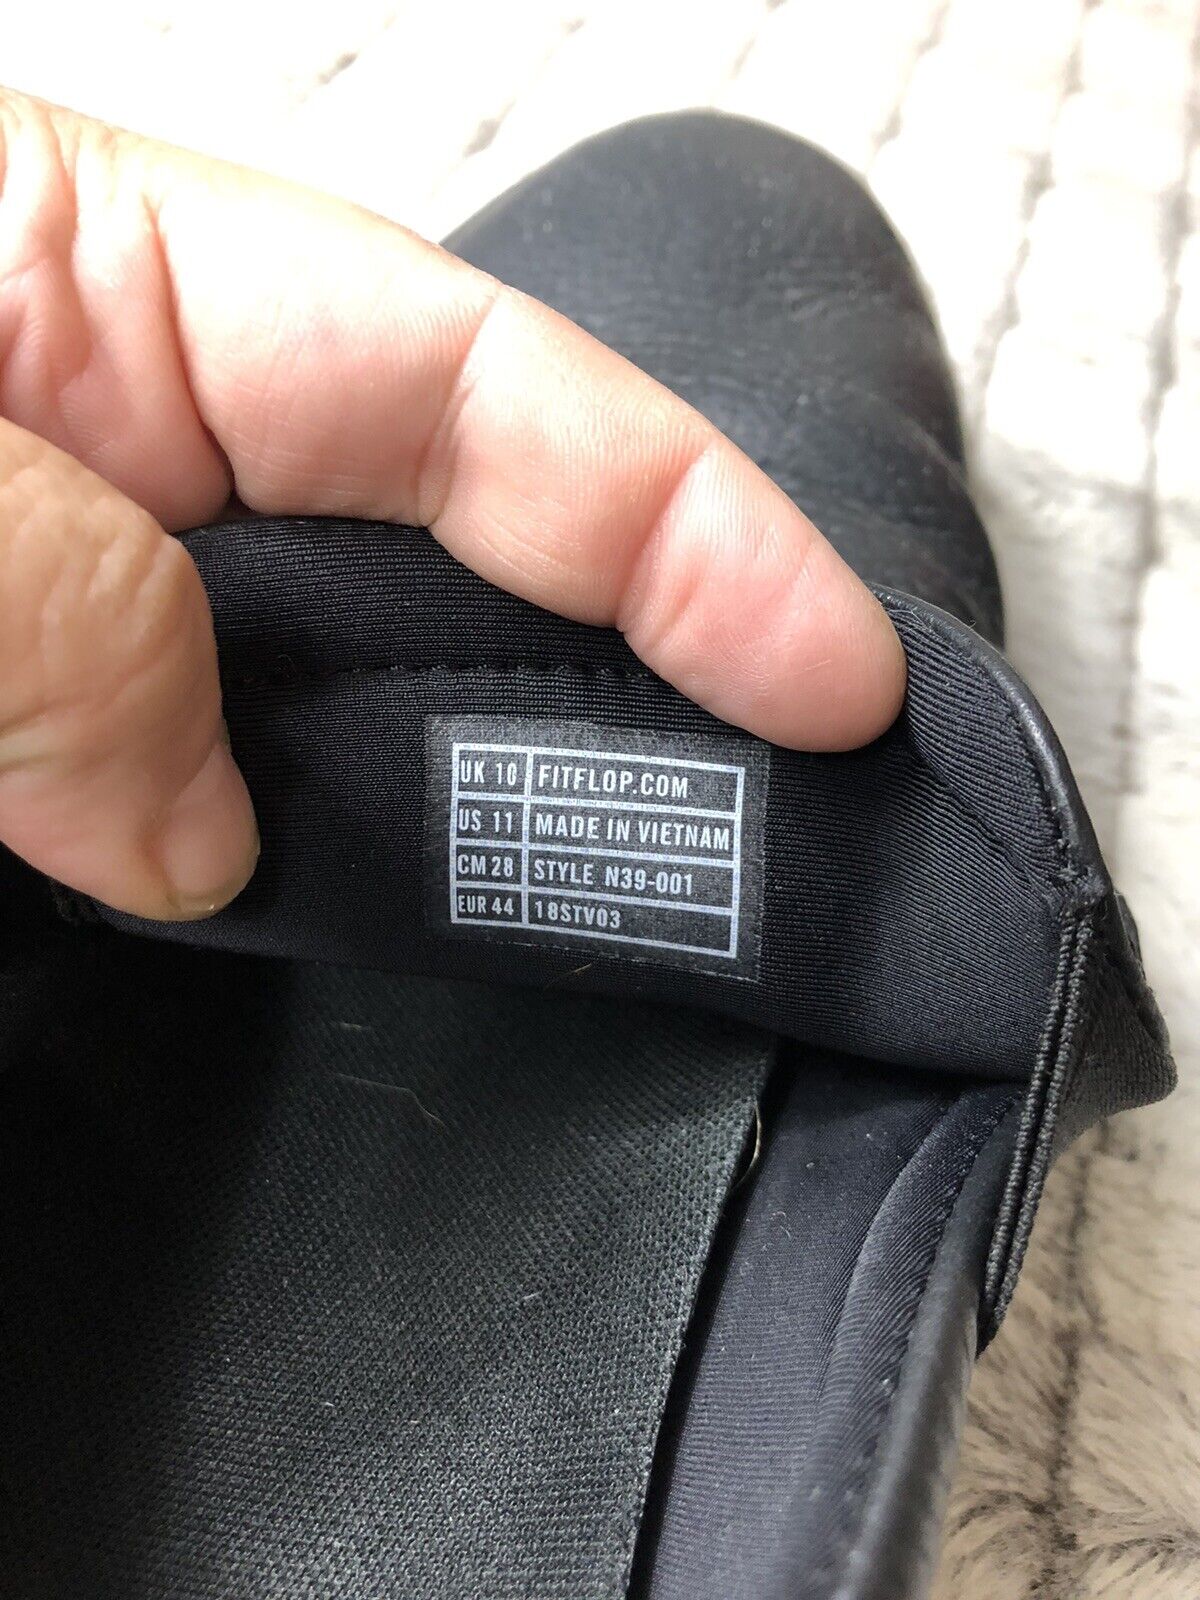 UK 10 FITFLOP.COM
US 11 MADE IN VIETNAM
CM 28 STYLE N39-001
EUR 44 18STV03